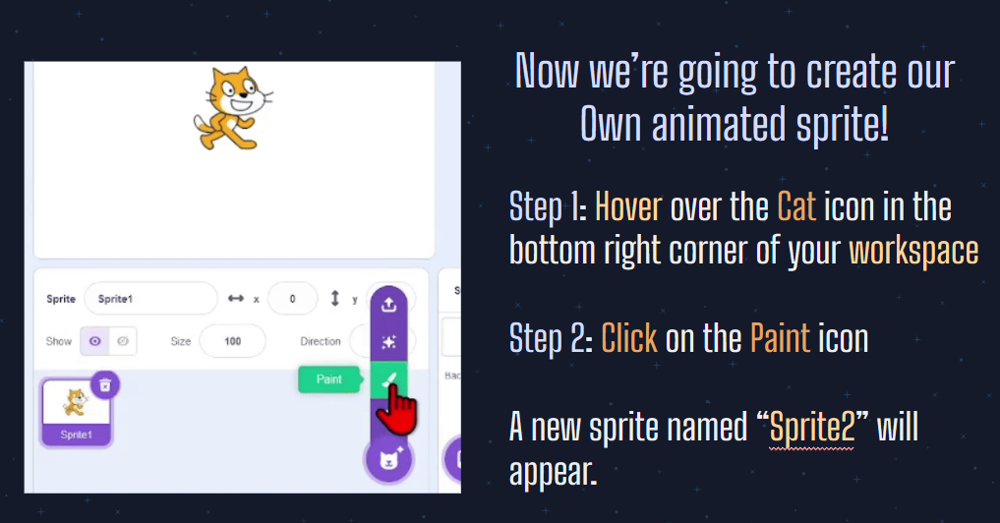 Now we're going to create our
Own animated sprite!
Step 1: Hover over the Cat icon in the
bottom right corner of your workspace
Step 2: Click on the Paint icon
A new sprite named “Sprite2” will
appear.
Sprite Sprite1 x 0 y
Show Size 100 Direction
Paint
Sprite1